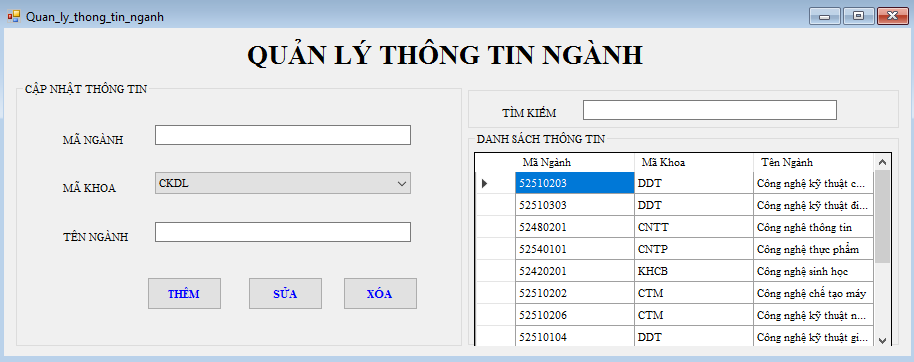 Quan_ly_thong_tin_nganh
QUẢN LÝ THÔNG TIN NGÀNH
CẬP NHẬT THÔNG TIN
MÃ NGÀNH
MÃ KHOA
CKDL
TÊN NGÀNH
THÊM
SỬA
XÓA
TÌM KIẾM
DANH SÁCH THÔNG TIN
Mã Ngành Mã Khoa Tên Ngành
52510203 DDT Công nghệ kỹ thuật c...
52510303 DDT Công nghệ kỹ thuật đi...
52480201 CNTT Công nghệ thông tin
52540101 CNTP Công nghệ thực phẩm
52420201 KHCB Công nghệ sinh học
52510202 CTM Công nghệ chế tạo máy
52510206 CTM Công nghệ kỹ thuật n...
52510104 DDT Công nghệ kỹ thuật gi...